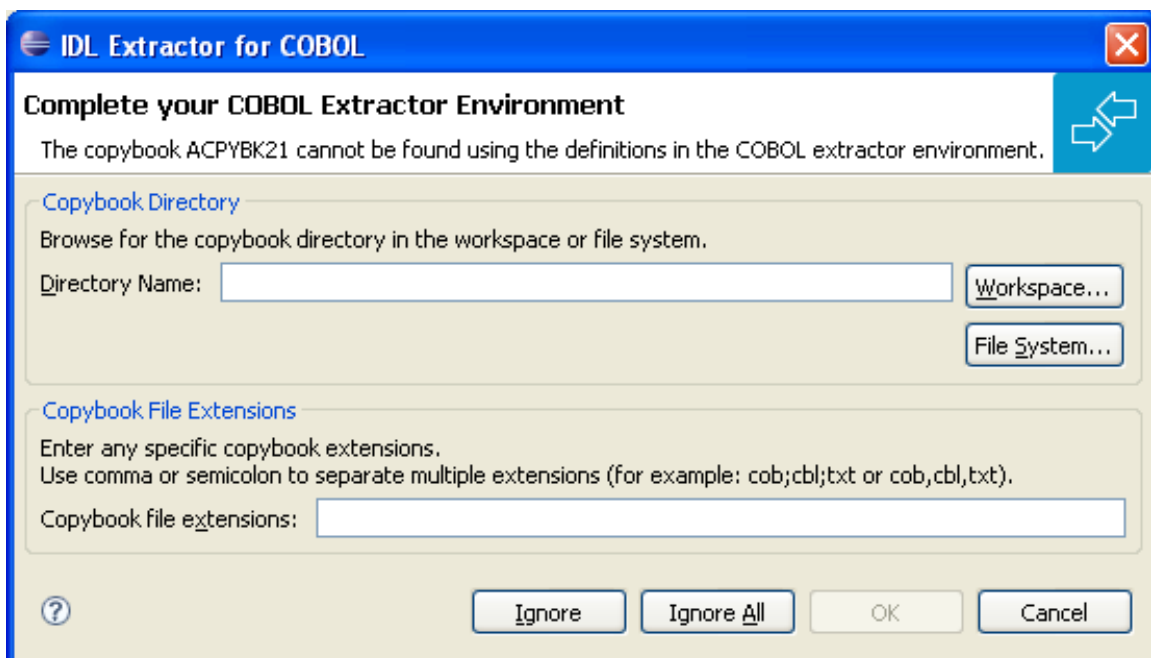 IDL Extractor for COBOL
Complete your COBOL Extractor Environment
The copybook ACPYBK21 cannot be found using the definitions in the COBOL extractor environment.
Copybook Directory
Browse for the copybook directory in the workspace or file system.
Directory Name:
Workspace...
File System...
Copybook File Extensions
Enter any specific copybook extensions.
Use comma or semicolon to separate multiple extensions (for example: cob;cbl;txt or cob,cbl,txt).
Copybook file extensions:
? Ignore Ignore All OK Cancel